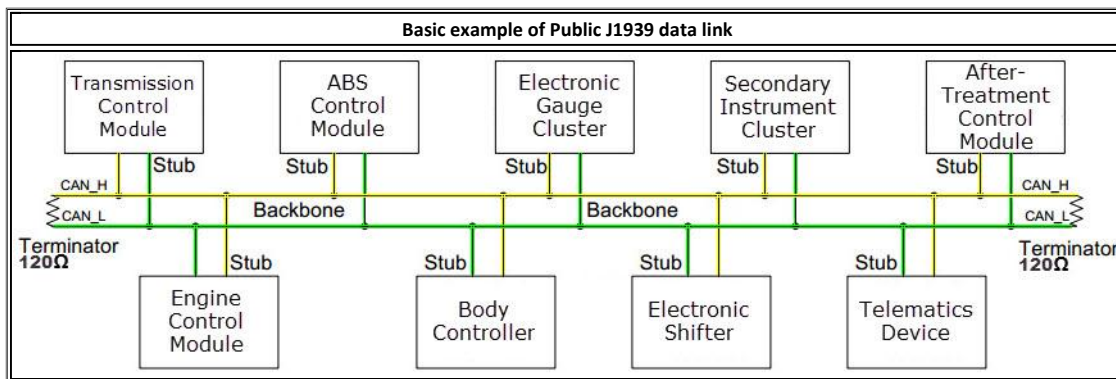 Basic example of Public J1939 data link
Transmission
Control
Module
ABS
Control
Module
Electronic
Gauge
Cluster
Secondary
Instrument
Cluster
After-
Treatment
Control
Module
Stub
Stub
Stub
Stub
Stub
CAN_H
CAN_H
Backbone
Backbone
CAN_L
CAN_L
Terminator
120Ω
Terminator
120Ω
Stub
Stub
Stub
Stub
Engine
Control
Module
Body
Controller
Electronic
Shifter
Telematics
Device